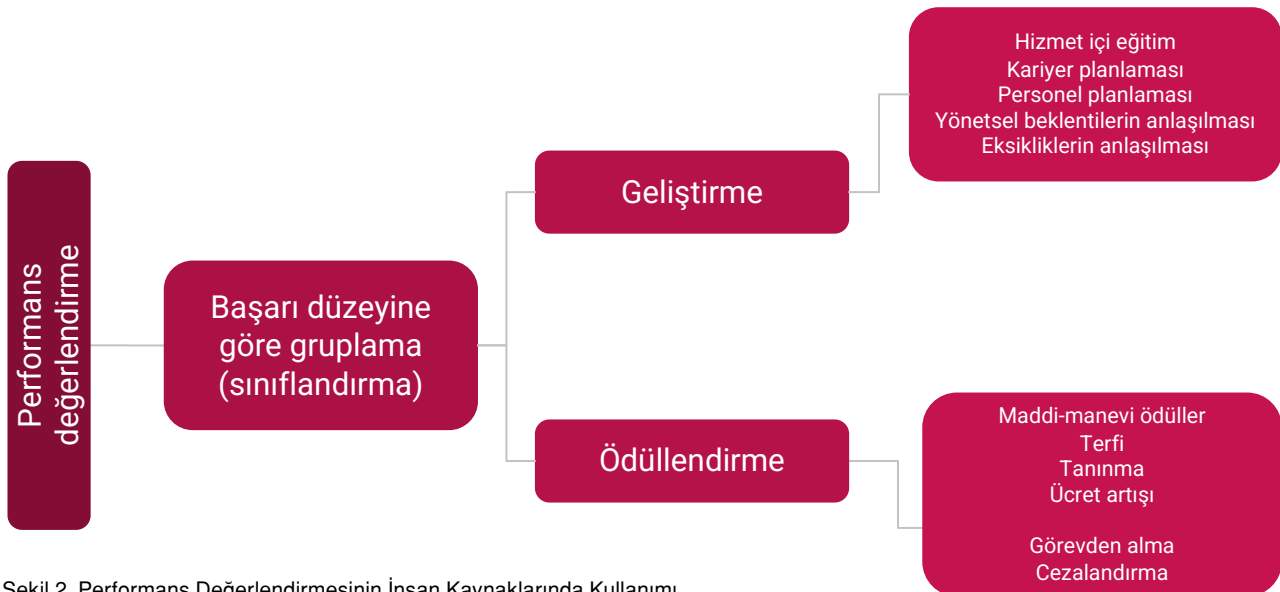 Performans
değerlendirme
Başarı düzeyine
göre gruplama
(sınıflandırma)
Geliştirme
Hizmet içi eğitim
Kariyer planlaması
Personel planlaması
Yönetsel beklentilerin anlaşılması
Eksikliklerin anlaşılması
Ödüllendirme
Maddi-manevi ödüller
Terfi
Tanınma
Ücret artışı
Görevden alma
Cezalandırma
Şekil 2. Performans Değerlendirmesinin İnsan Kaynaklarında Kullanımı